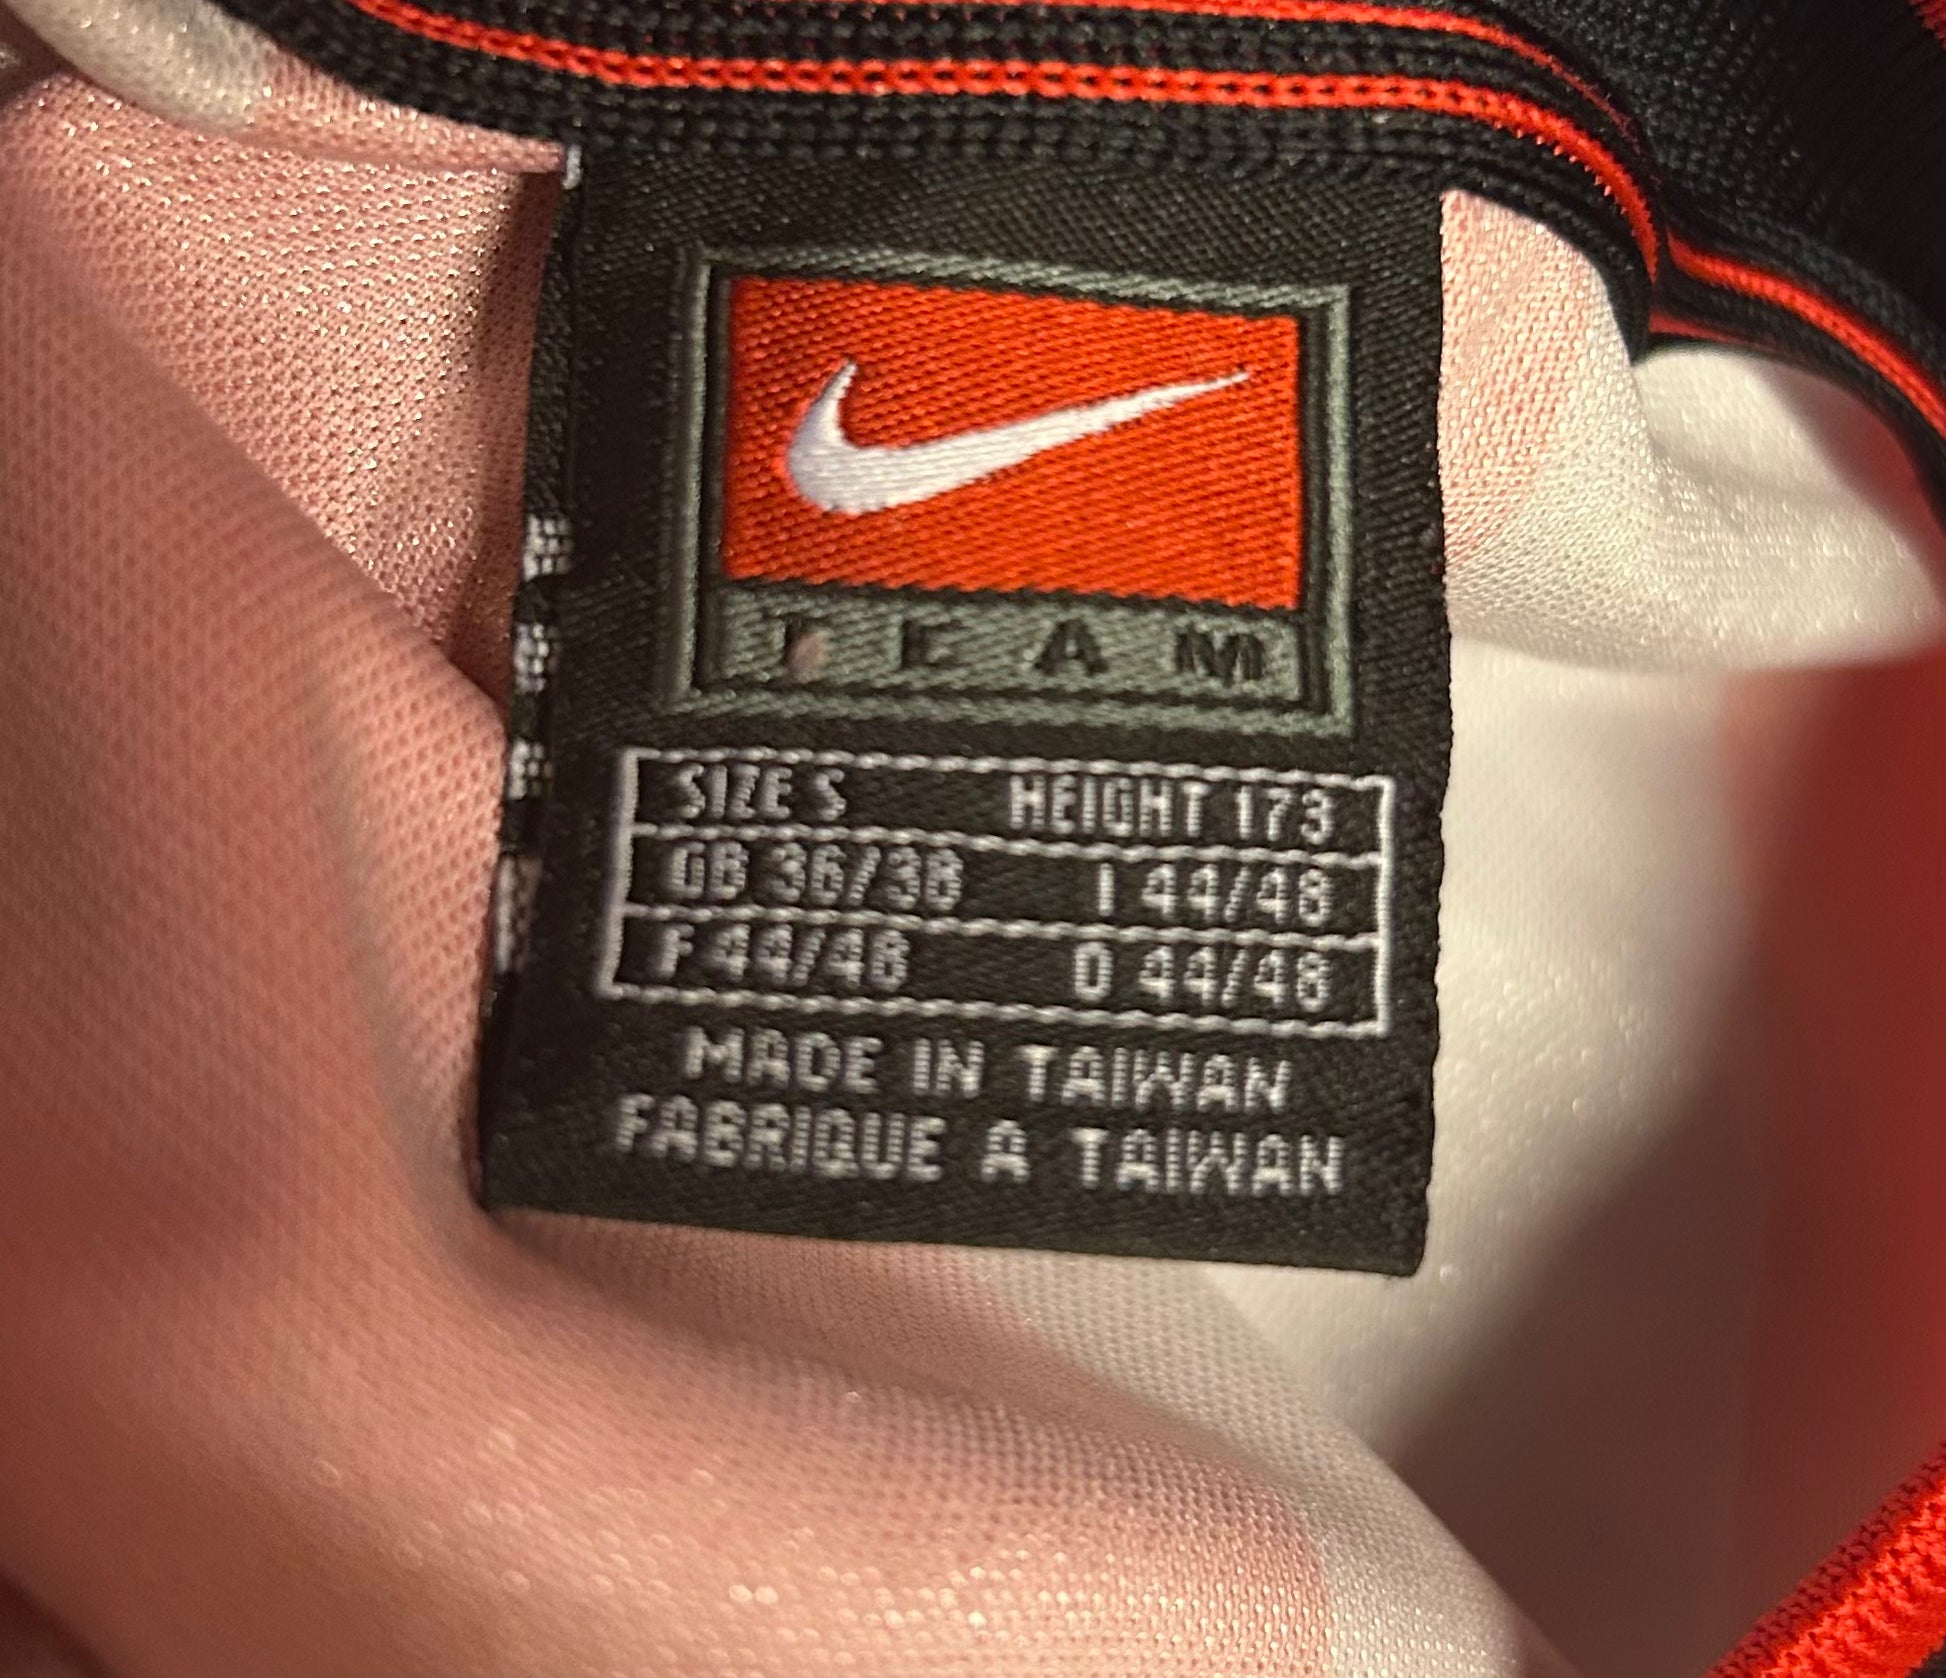 TEAM
SIZE S HEIGHT 173
GB 36/38 I 44/48
F 44/48 D 44/48
MADE IN TAIWAN
FABRIQUE A TAIWAN